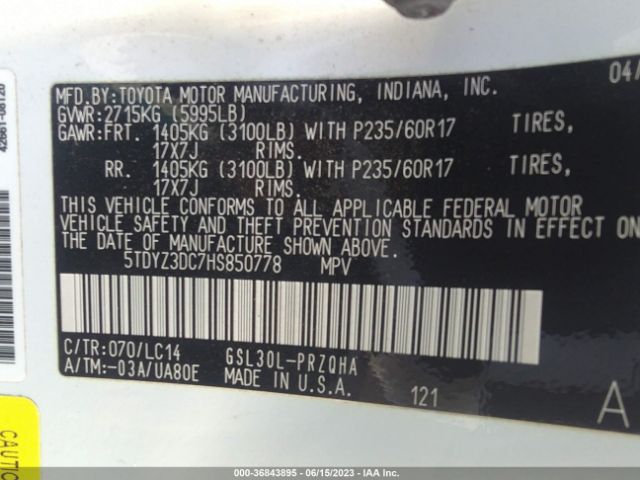 42661-08120
04/
MFD.BY:TOYOTA MOTOR MANUFACTURING, INDIANA, INC.
GVWR:2715KG (5995LB)
GAWR:FRT. 1405KG (3100LB) WITH P235/60R17 TIRES,
17X7J RIMS.
RR. 1405KG (3100LB) WITH P235/60R17 TIRES,
17X7J RIMS.
THIS VEHICLE CONFORMS TO ALL APPLICABLE FEDERAL MOTOR
VEHICLE SAFETY AND THEFT PREVENTION STANDARDS IN EFFECT ON
THE DATE OF MANUFACTURE SHOWN ABOVE.
5TDYZ3DC7HS850778 MPV
C/TR:070/LC14 GSL30L-PRZQHA
A/TM:-03A/UA80E MADE IN U.S.A.
121
A
CAUTIO
000-36843895 - 06/15/2023 - IAA Inc.